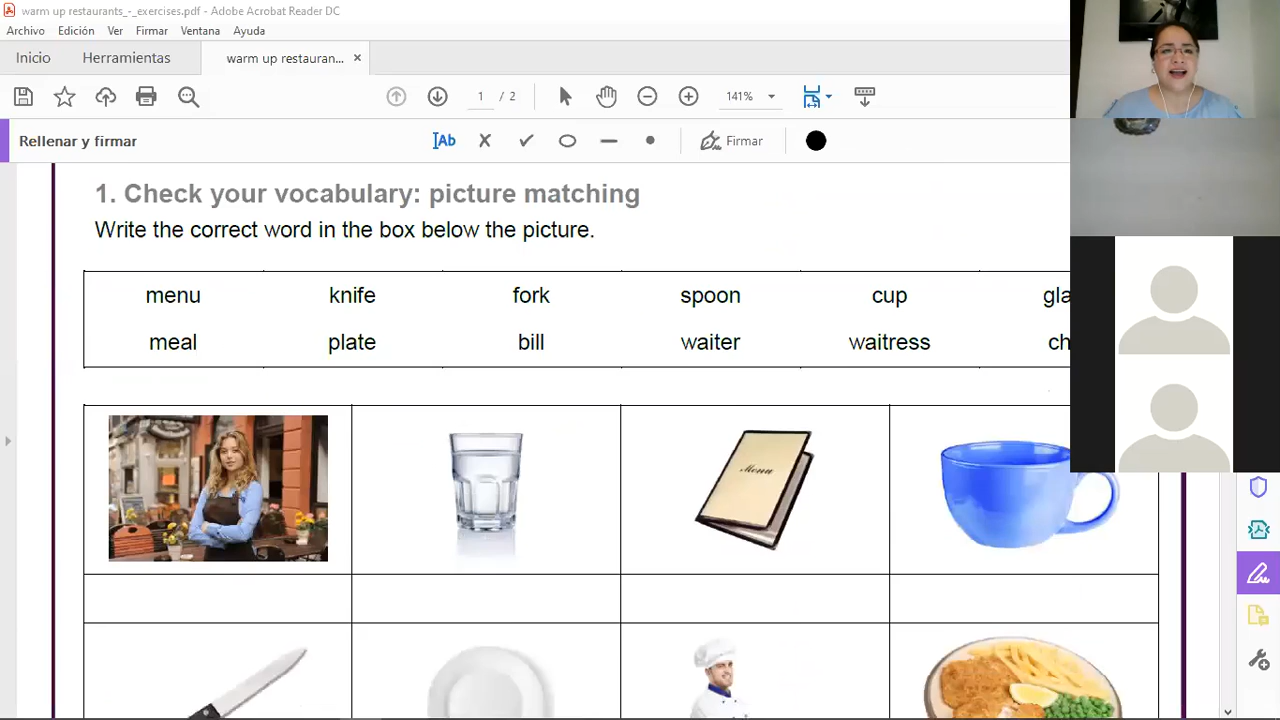 warm up restaurants_-_exercises.pdf - Adobe Acrobat Reader DC
Archivo Edición Ver Firmar Ventana Ayuda
Inicio Herramientas warm up restauran... ×
1 / 2 141%
Rellenar y firmar Ab Firmar
1. Check your vocabulary: picture matching
Write the correct word in the box below the picture.
menu knife fork spoon cup
meal plate bill waiter waitress
Menu